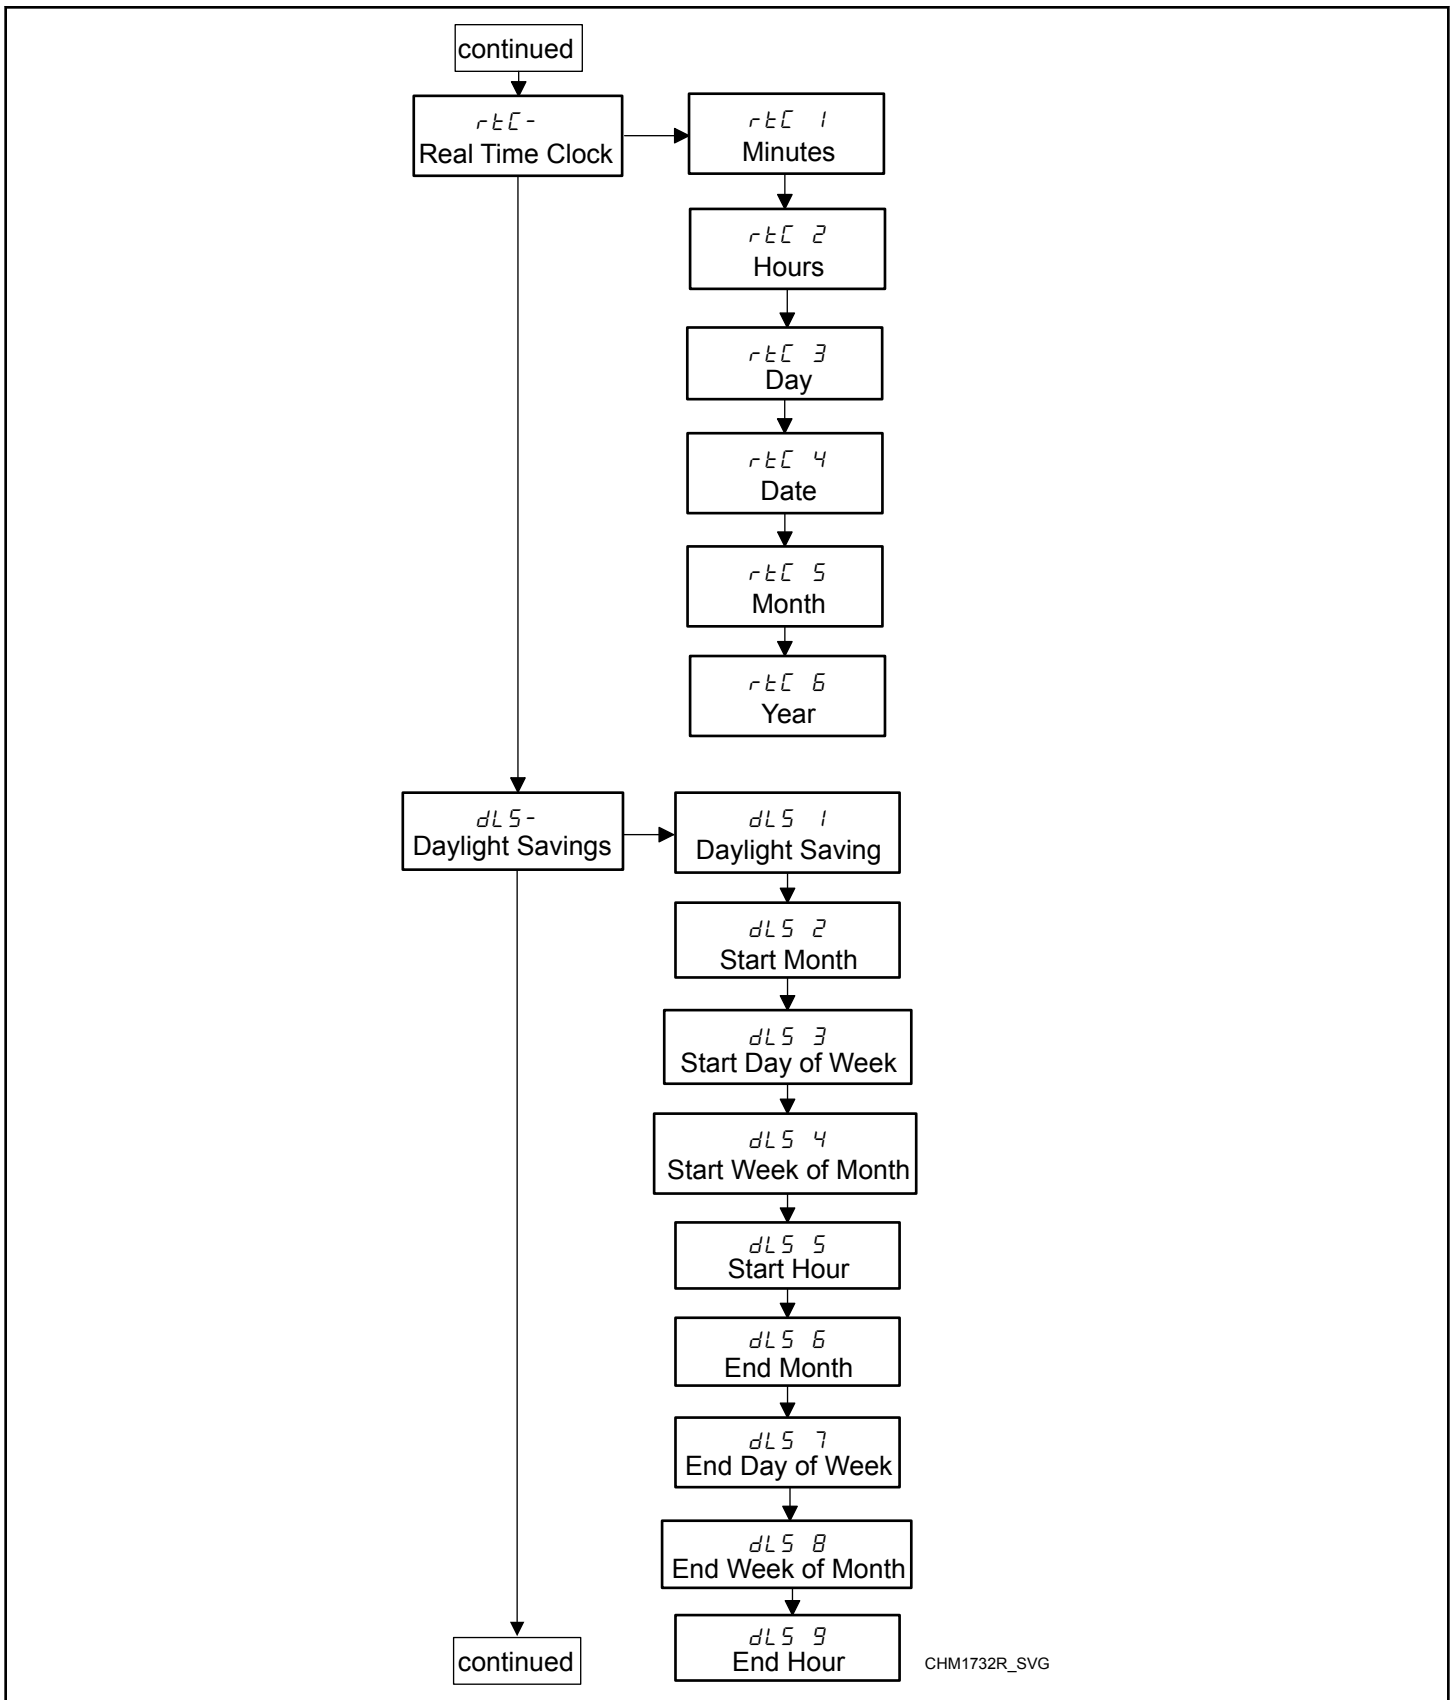 continued
rtC-
Real Time Clock
rtC 1
Minutes
rtC 2
Hours
rtC 3
Day
rtC 4
Date
rtC 5
Month
rtC 6
Year
dLS-
Daylight Savings
dLS 1
Daylight Saving
dLS 2
Start Month
dLS 3
Start Day of Week
dLS 4
Start Week of Month
dLS 5
Start Hour
dLS 6
End Month
dLS 7
End Day of Week
dLS 8
End Week of Month
dLS 9
End Hour
continued
CHM1732R_SVG